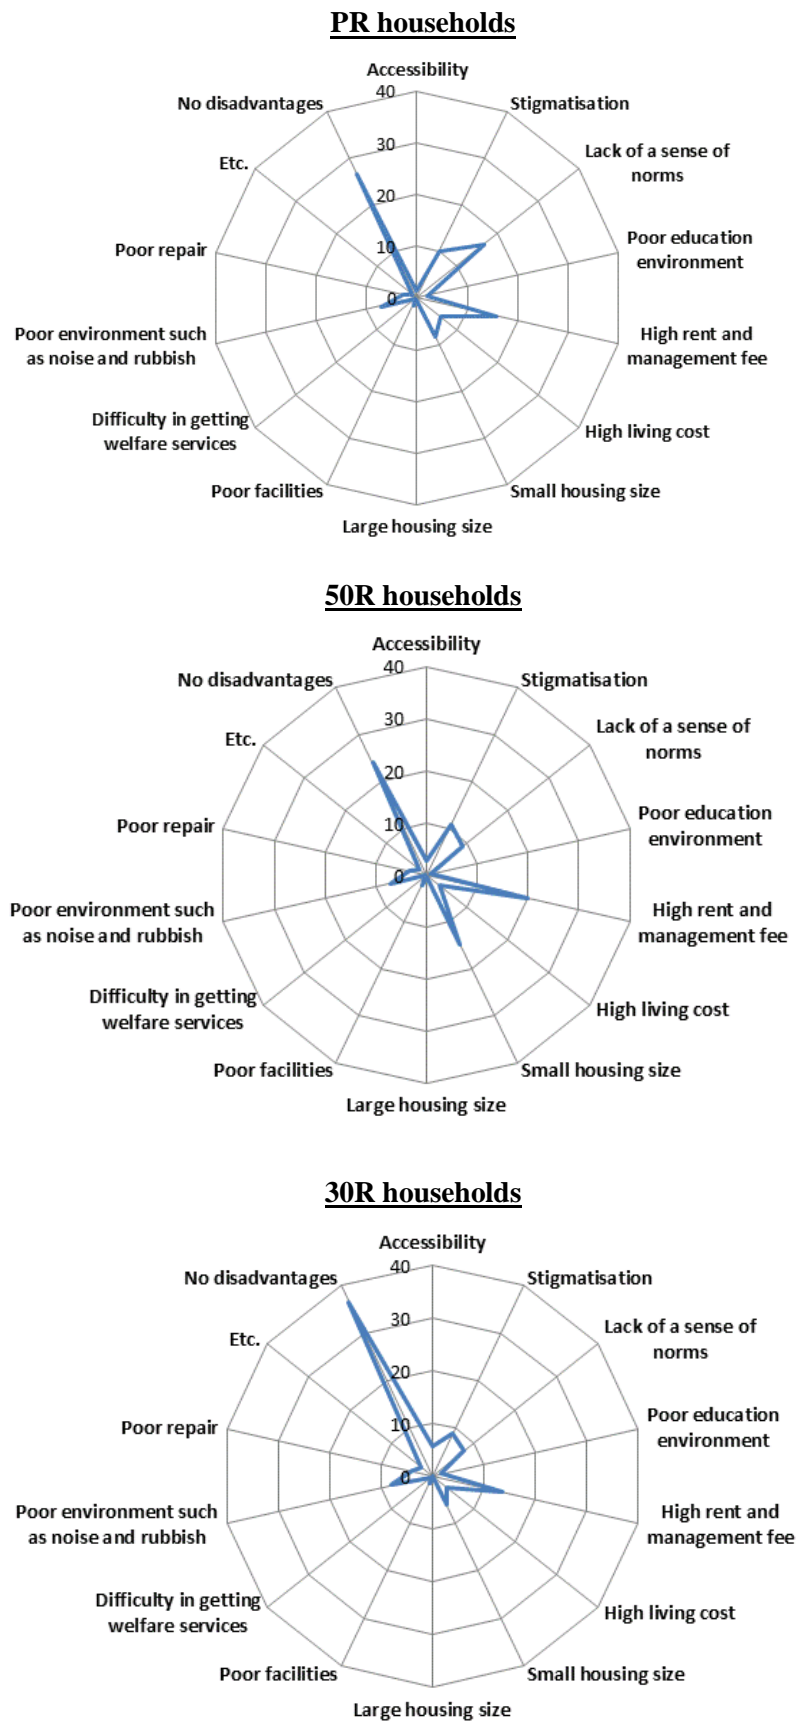 PR households
Accessibility
40
No disadvantages
Stigmatisation
Etc.
Lack of a sense of
norms
30
20
Poor repair
10
Poor education
environment
0
Poor environment such
as noise and rubbish
High rent and
management fee
Difficulty in getting
welfare services
High living cost
Poor facilities
Small housing size
Large housing size
50R households
Accessibility
40
No disadvantages
Stigmatisation
Etc.
Lack of a sense of
norms
30
20
Poor repair
10
Poor education
environment
0
Poor environment such
as noise and rubbish
High rent and
management fee
Difficulty in getting
welfare services
High living cost
Poor facilities
Small housing size
Large housing size
30R households
Accessibility
40
No disadvantages
Stigmatisation
Etc.
Lack of a sense of
norms
30
20
Poor repair
10
Poor education
environment
0
Poor environment such
as noise and rubbish
High rent and
management fee
Difficulty in getting
welfare services
High living cost
Poor facilities
Small housing size
Large housing size